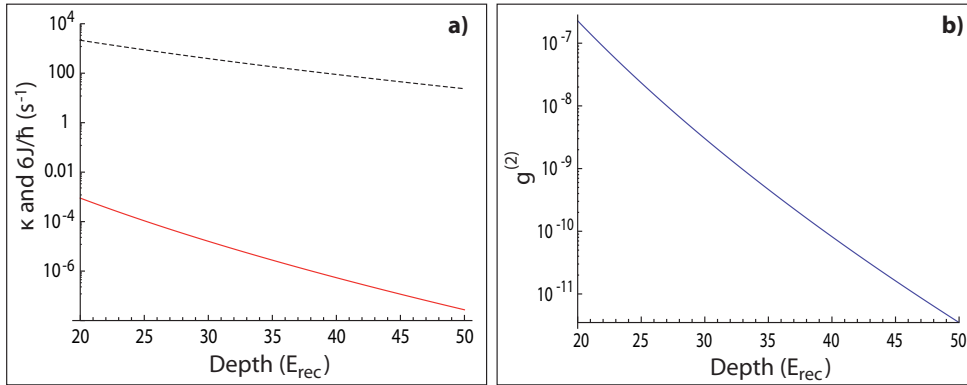 a)
κ and 6J/ħ (s⁻¹)
10⁴
100
1
0.01
10⁻⁴
10⁻⁶
20 25 30 35 40 45 50
Depth (E_rec)
b)
g⁽²⁾
10⁻⁷
10⁻⁸
10⁻⁹
10⁻¹⁰
10⁻¹¹
20 25 30 35 40 45 50
Depth (E_rec)